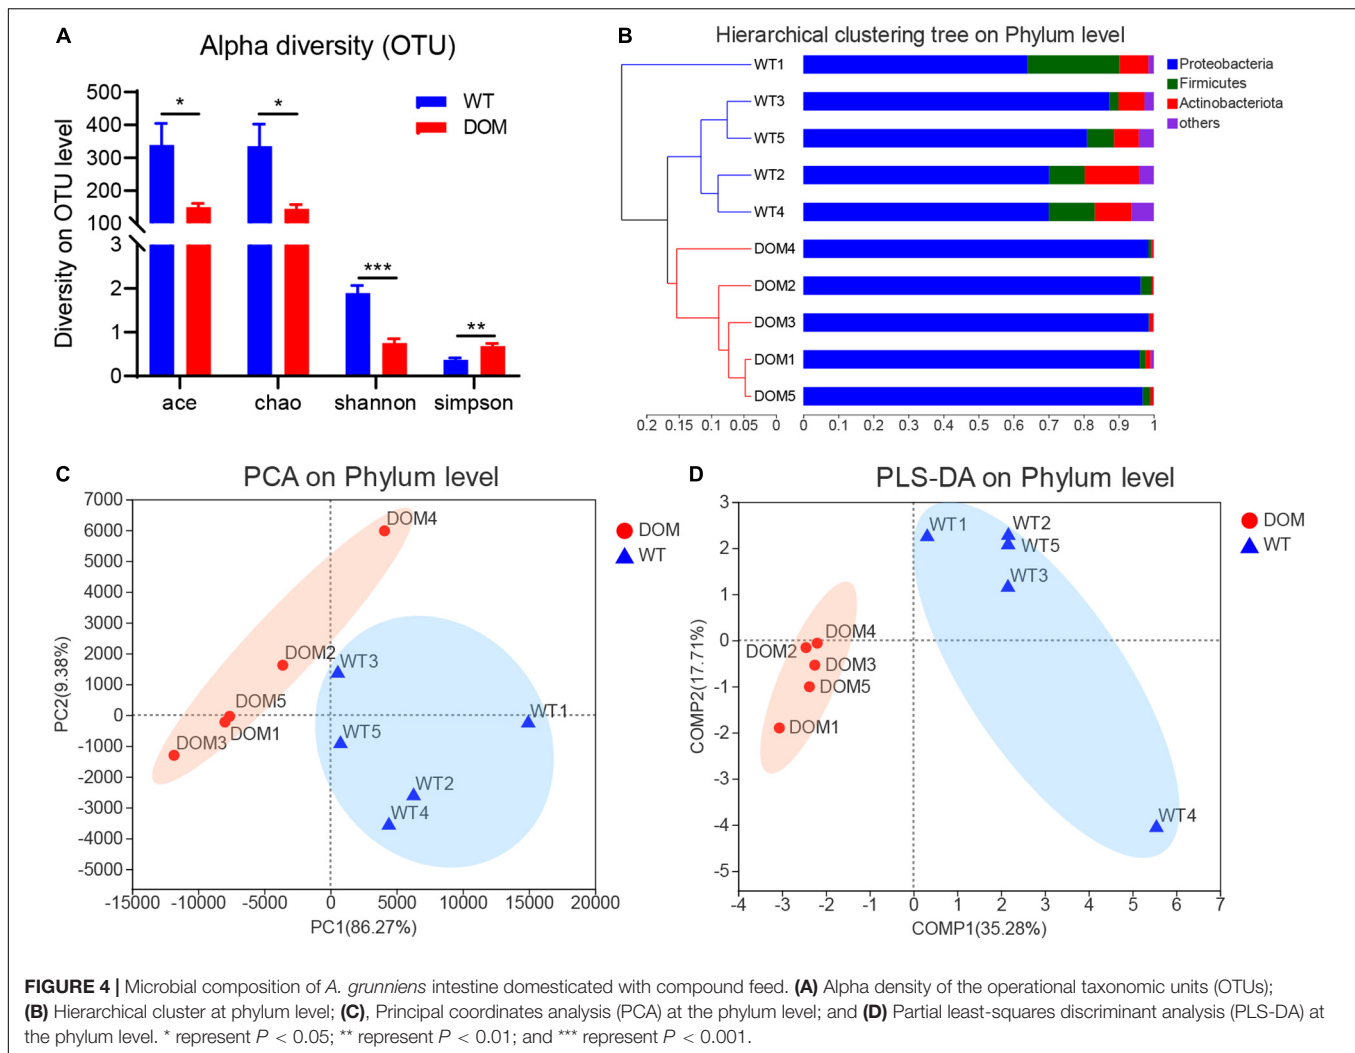 A
Alpha diversity (OTU)
Diversity on OTU level
500
400
300
200
100
3
2
1
0
*
*
***
**
WT
DOM
ace
chao
shannon
simpson
B
Hierarchical clustering tree on Phylum level
WT1
WT3
WT5
WT2
WT4
DOM4
DOM2
DOM3
DOM1
DOM5
0.2 0.15 0.1 0.05 0
0 0.1 0.2 0.3 0.4 0.5 0.6 0.7 0.8 0.9 1
Proteobacteria
Firmicutes
Actinobacteriota
others
C
PCA on Phylum level
PC2(9.38%)
7000
6000
5000
4000
3000
2000
1000
0
-1000
-2000
-3000
-4000
-5000
DOM4
DOM2
WT3
DOM5
DOM1
DOM3
WT5
WT1
WT2
WT4
-15000 -10000 -5000 0 5000 10000 15000 20000
PC1(86.27%)
DOM
WT
D
PLS-DA on Phylum level
COMP2(17.71%)
3
2
1
0
-1
-2
-3
-4
-5
WT1
WT2
WT5
WT3
DOM4
DOM2
DOM3
DOM5
DOM1
WT4
-4 -3 -2 -1 0 1 2 3 4 5 6 7
COMP1(35.28%)
DOM
WT
FIGURE 4 | Microbial composition of A. grunniens intestine domesticated with compound feed. (A) Alpha density of the operational taxonomic units (OTUs);
(B) Hierarchical cluster at phylum level; (C), Principal coordinates analysis (PCA) at the phylum level; and (D) Partial least-squares discriminant analysis (PLS-DA) at
the phylum level. * represent P < 0.05; ** represent P < 0.01; and *** represent P < 0.001.